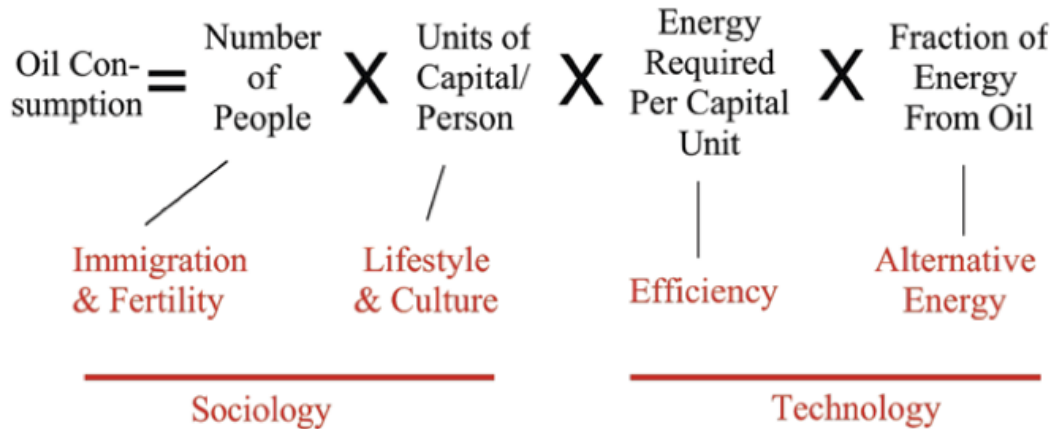 Oil Con-
sumption
=
Number
of
People
X
Units of
Capital/
Person
X
Energy
Required
Per Capital
Unit
X
Fraction of
Energy
From Oil
Immigration
& Fertility
Lifestyle
& Culture
Efficiency
Alternative
Energy
Sociology
Technology